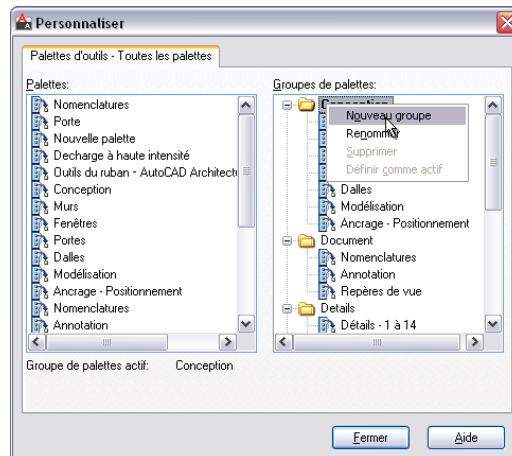 Personnaliser
Palettes d'outils - Toutes les palettes
Palettes:
Nomenclatures
Porte
Nouvelle palette
Decharge à haute intensité
Outils du ruban - AutoCAD Architect
Conception
Murs
Fenêtres
Portes
Dalles
Modélisation
Ancrage - Positionnement
Nomenclatures
Annotation
Groupe de palettes actif: Conception
Groupes de palettes:
Conception
Nouveau groupe
Renommer
Supprimer
Définir comme actif
Dalles
Modélisation
Ancrage - Positionnement
Document
Nomenclatures
Annotation
Repères de vue
Details
Détails - 1 à 14
Fermer
Aide